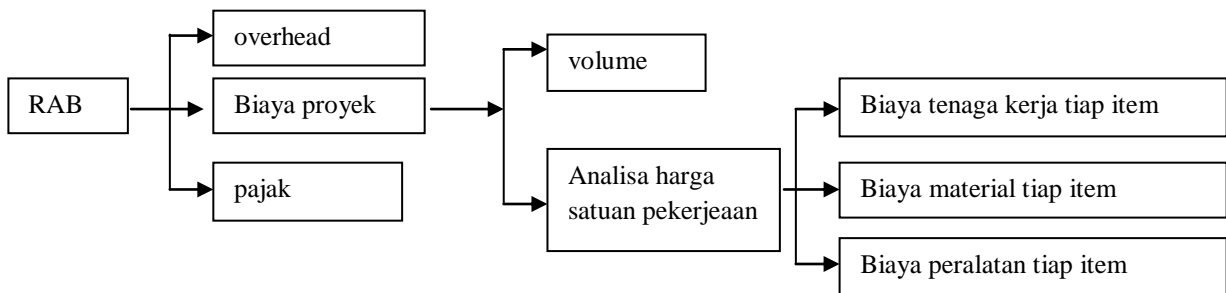 RAB
overhead
Biaya proyek
pajak
volume
Analisa harga
satuan pekerjeaan
Biaya tenaga kerja tiap item
Biaya material tiap item
Biaya peralatan tiap item